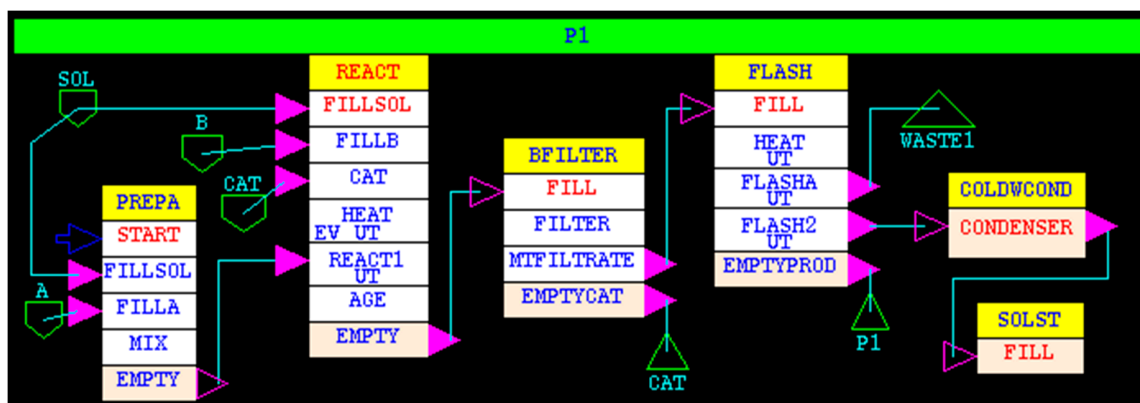 P1
SOL
B
CAT
A
PREPA
START
FILLSOL
FILLA
MIX
EMPTY
REACT
FILLSOL
FILLB
CAT
HEAT
EV UT
REACT1
UT
AGE
EMPTY
BFILTER
FILL
FILTER
MTFILTRATE
EMPTYCAT
CAT
FLASH
FILL
HEAT
UT
FLASHA
UT
FLASH2
UT
EMPTYPROD
P1
WASTE1
COLDWCOND
CONDENSER
SOLST
FILL